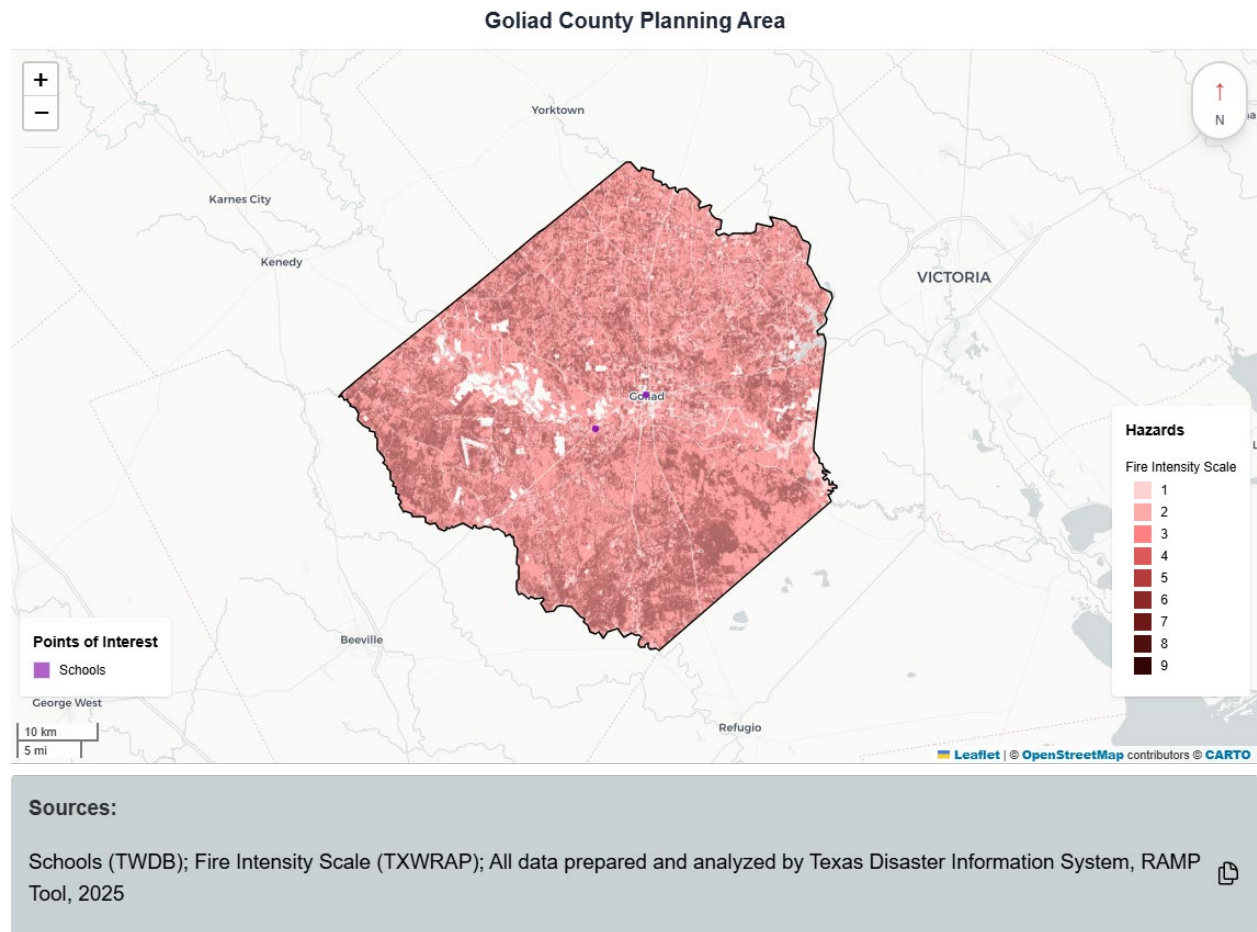 Goliad County Planning Area
+
−
↑
N
Yorktown
Karnes City
Kenedy
VICTORIA
Goliad
Hazards
Fire Intensity Scale
1
2
3
4
5
6
7
8
9
Points of Interest
Schools
Beeville
George West
Refugio
10 km
5 mi
Leaflet | © OpenStreetMap contributors © CARTO
Sources:
Schools (TWDB); Fire Intensity Scale (TXWRAP); All data prepared and analyzed by Texas Disaster Information System, RAMP
Tool, 2025